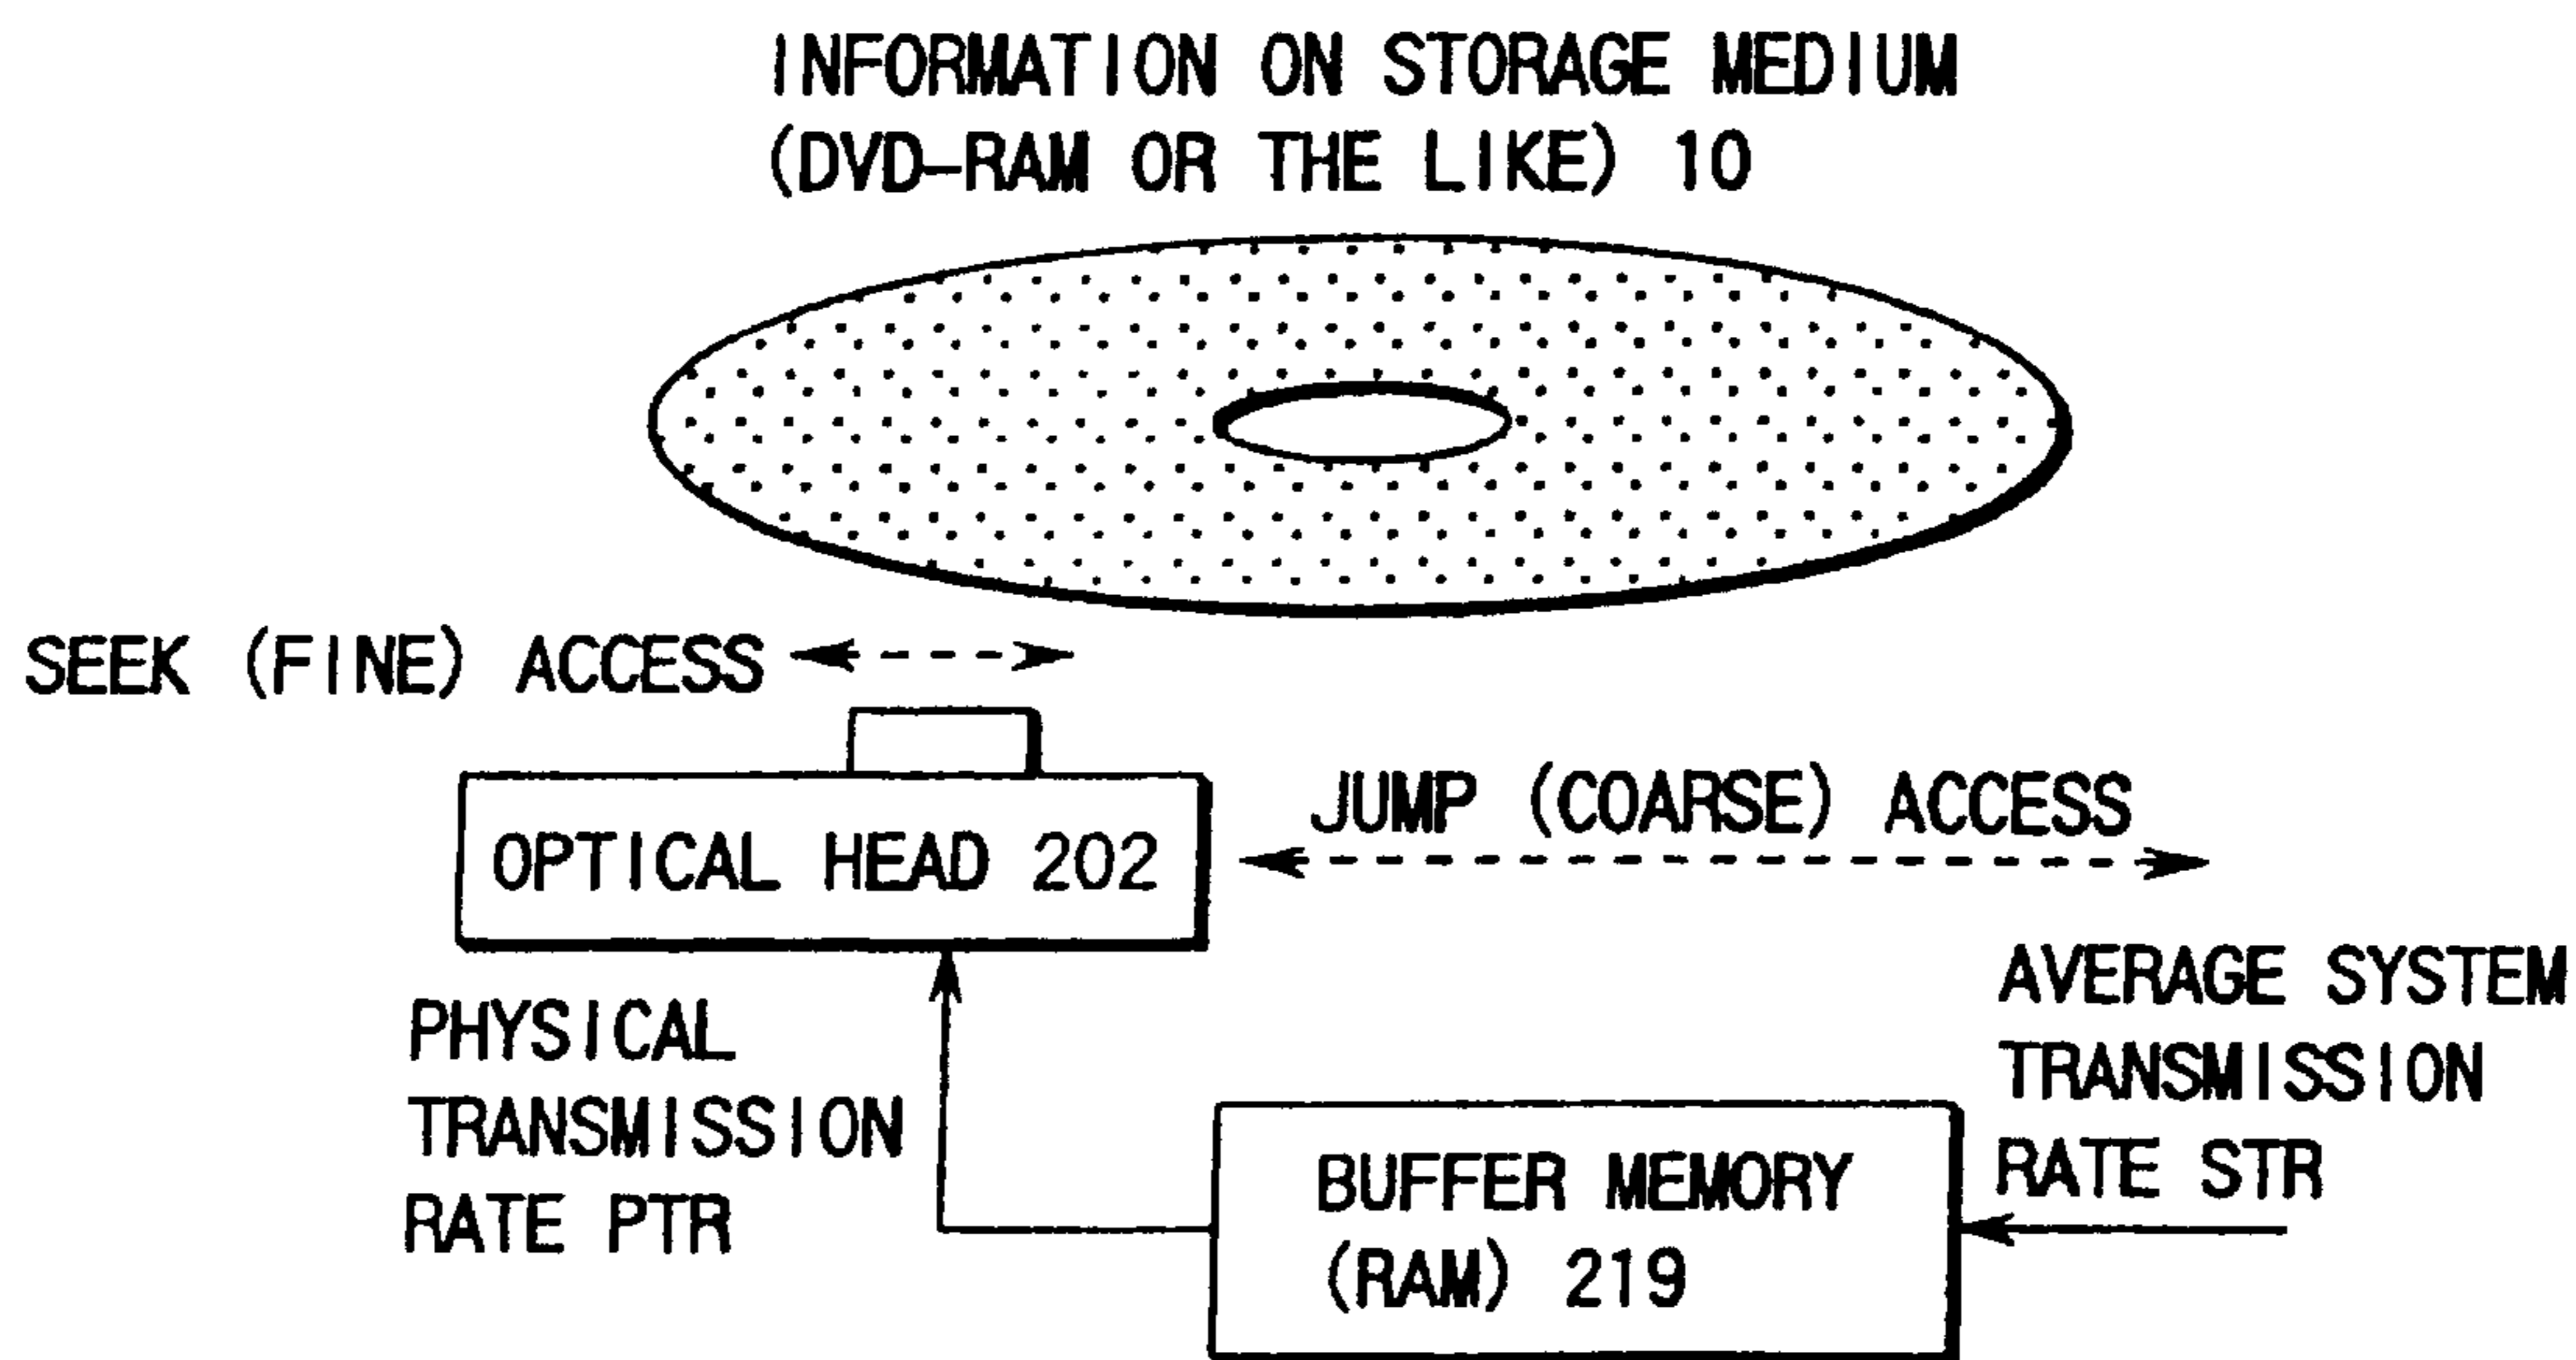 INFORMATION ON STORAGE MEDIUM
(DVD-RAM OR THE LIKE) 10
SEEK (FINE) ACCESS
OPTICAL HEAD 202
JUMP (COARSE) ACCESS
PHYSICAL
TRANSMISSION
RATE PTR
AVERAGE SYSTEM
TRANSMISSION
RATE STR
BUFFER MEMORY
(RAM) 219